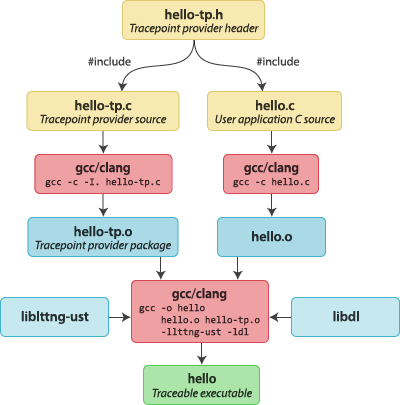 hello-tp.h
Tracepoint provider header
#include
#include
hello-tp.c
Tracepoint provider source
hello.c
User application C source
gcc/clang
gcc -c -I. hello-tp.c
gcc/clang
gcc -c hello.c
hello-tp.o
Tracepoint provider package
hello.o
gcc/clang
gcc -o hello
hello.o hello-tp.o
-llttng-ust -ldl
liblttng-ust
libdl
hello
Traceable executable